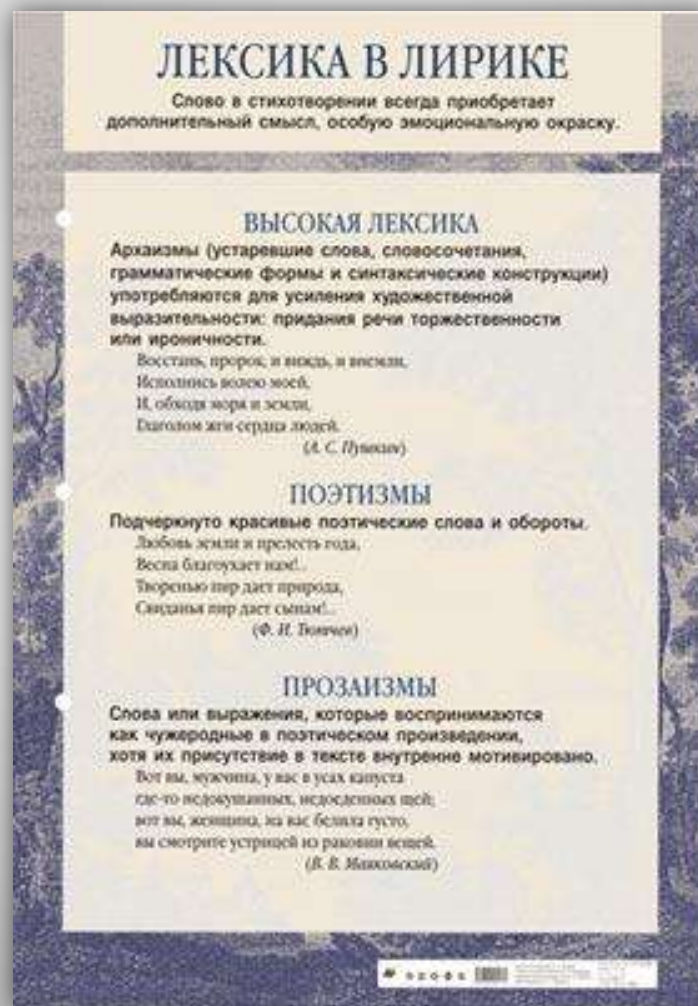 ЛЕКСИКА В ЛИРИКЕ
Слово в стихотворении всегда приобретает
дополнительный смысл, особую эмоциональную окраску.
ВЫСОКАЯ ЛЕКСИКА
Архаизмы (устаревшие слова, словосочетания,
грамматические формы и синтаксические конструкции)
употребляются для усиления художественной
выразительности: придания речи торжественности
или ироничности.
Восстань, пророк, и виждь, и внемли,
Исполнись волею моей,
И, обходя моря и земли,
Глаголом жги сердца людей.
(А. С. Пушкин)
ПОЭТИЗМЫ
Подчеркнуто красивые поэтические слова и обороты.
Любовь земли и прелесть года,
Весна благоухает нам!..
Творенью пир дает природа,
Свиданья пир дает сынам!..
(Ф. И. Тютчев)
ПРОЗАИЗМЫ
Слова или выражения, которые воспринимаются
как чужеродные в поэтическом произведении,
хотя их присутствие в тексте внутренне мотивировано.
Вот вы, мужчина, у вас в усах капуста
где-то недокушанных, недоеденных щей;
вот вы, женщина, на вас белила густо,
вы смотрите устрицей из раковин вещей.
(В. В. Маяковский)